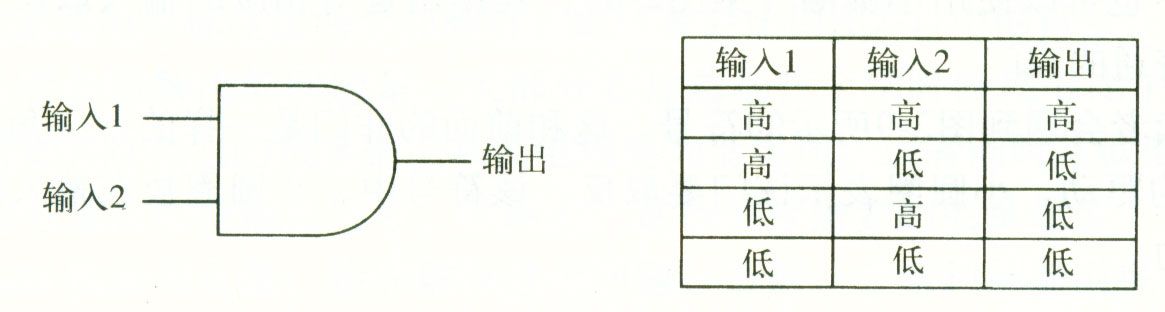 输入1
输入2
输出
输入1 输入2 输出
高 高 高
高 低 低
低 高 低
低 低 低